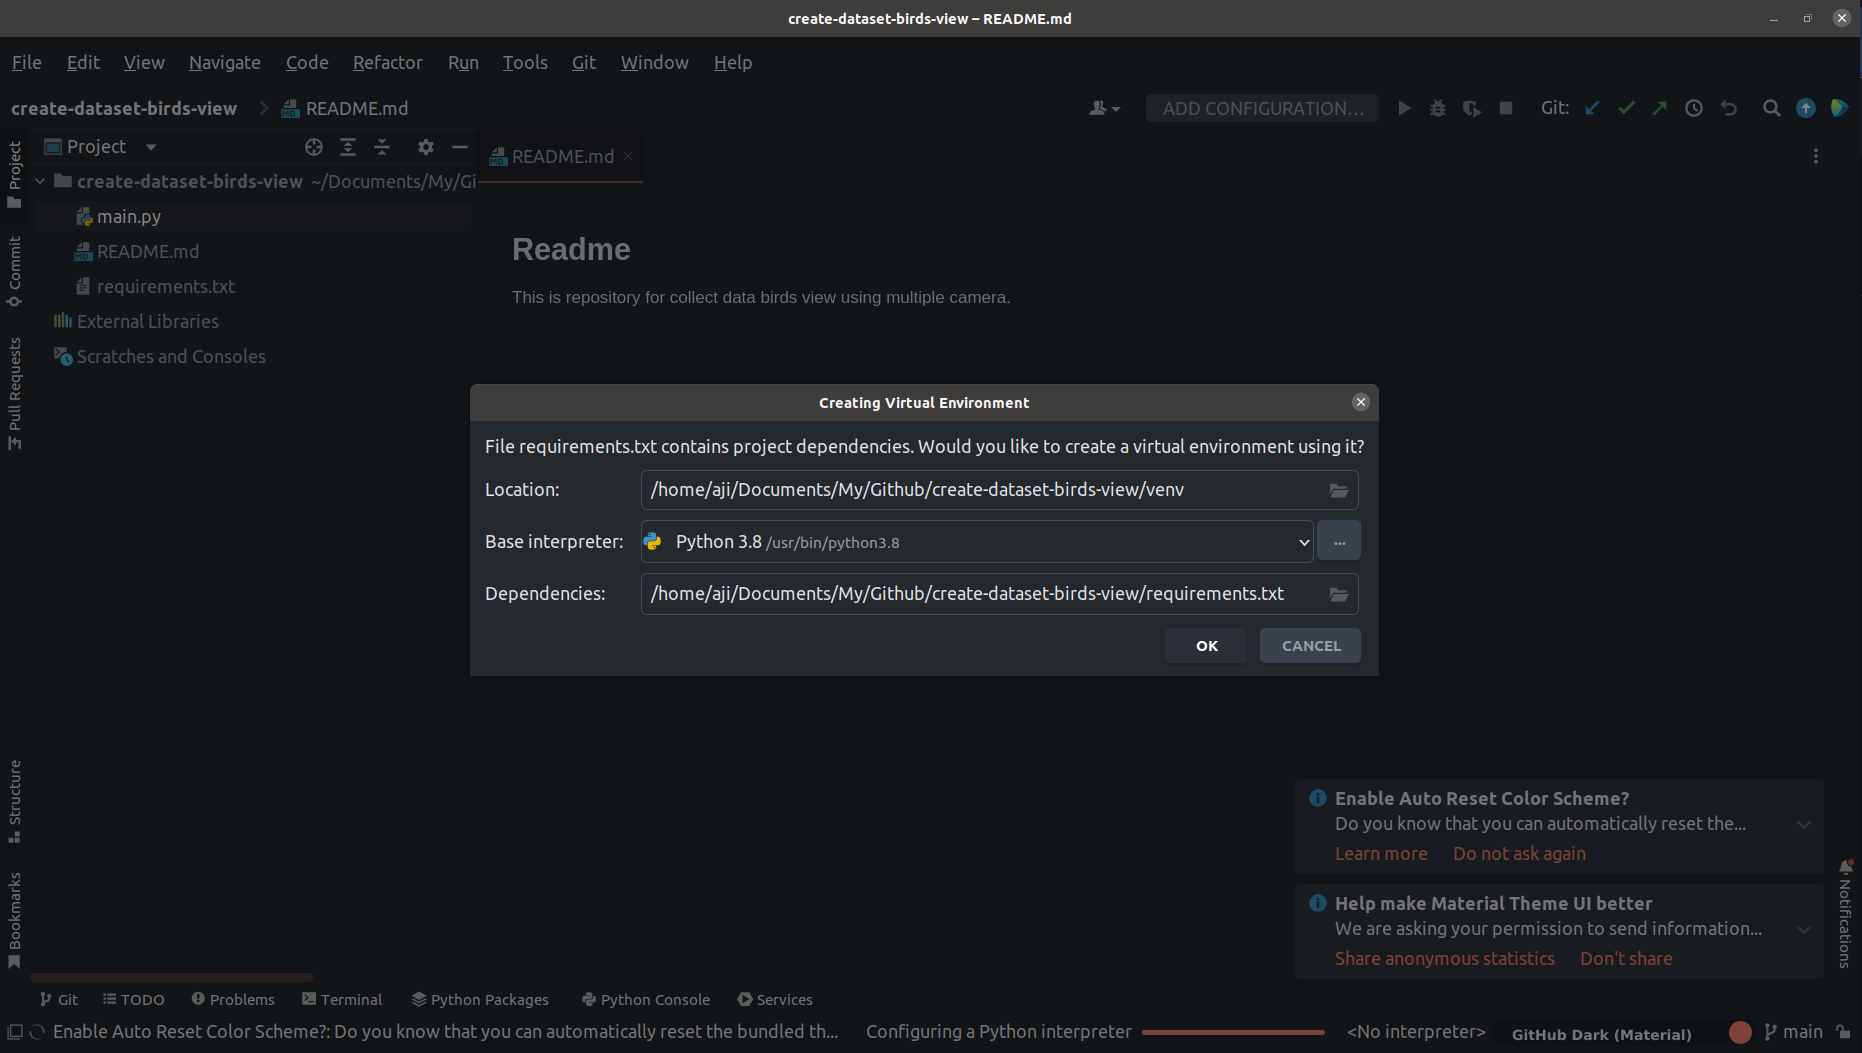 create-dataset-birds-view – README.md
File Edit View Navigate Code Refactor Run Tools Git Window Help
create-dataset-birds-view README.md ADD CONFIGURATION... Git:
Project
README.md
create-dataset-birds-view ~/Documents/My/Gi
main.py
README.md
requirements.txt
External Libraries
Scratches and Consoles
Project
Commit
Pull Requests
Structure
Bookmarks
Readme
This is repository for collect data birds view using multiple camera.
Creating Virtual Environment
File requirements.txt contains project dependencies. Would you like to create a virtual environment using it?
Location: /home/aji/Documents/My/Github/create-dataset-birds-view/venv
Base interpreter: Python 3.8 /usr/bin/python3.8 ...
Dependencies: /home/aji/Documents/My/Github/create-dataset-birds-view/requirements.txt
OK CANCEL
Enable Auto Reset Color Scheme?
Do you know that you can automatically reset the...
Learn more Do not ask again
Help make Material Theme UI better
We are asking your permission to send information...
Share anonymous statistics Don't share
Notifications
Git TODO Problems Terminal Python Packages Python Console Services
Enable Auto Reset Color Scheme?: Do you know that you can automatically reset the bundled th... Configuring a Python interpreter <No interpreter> GitHub Dark (Material) main